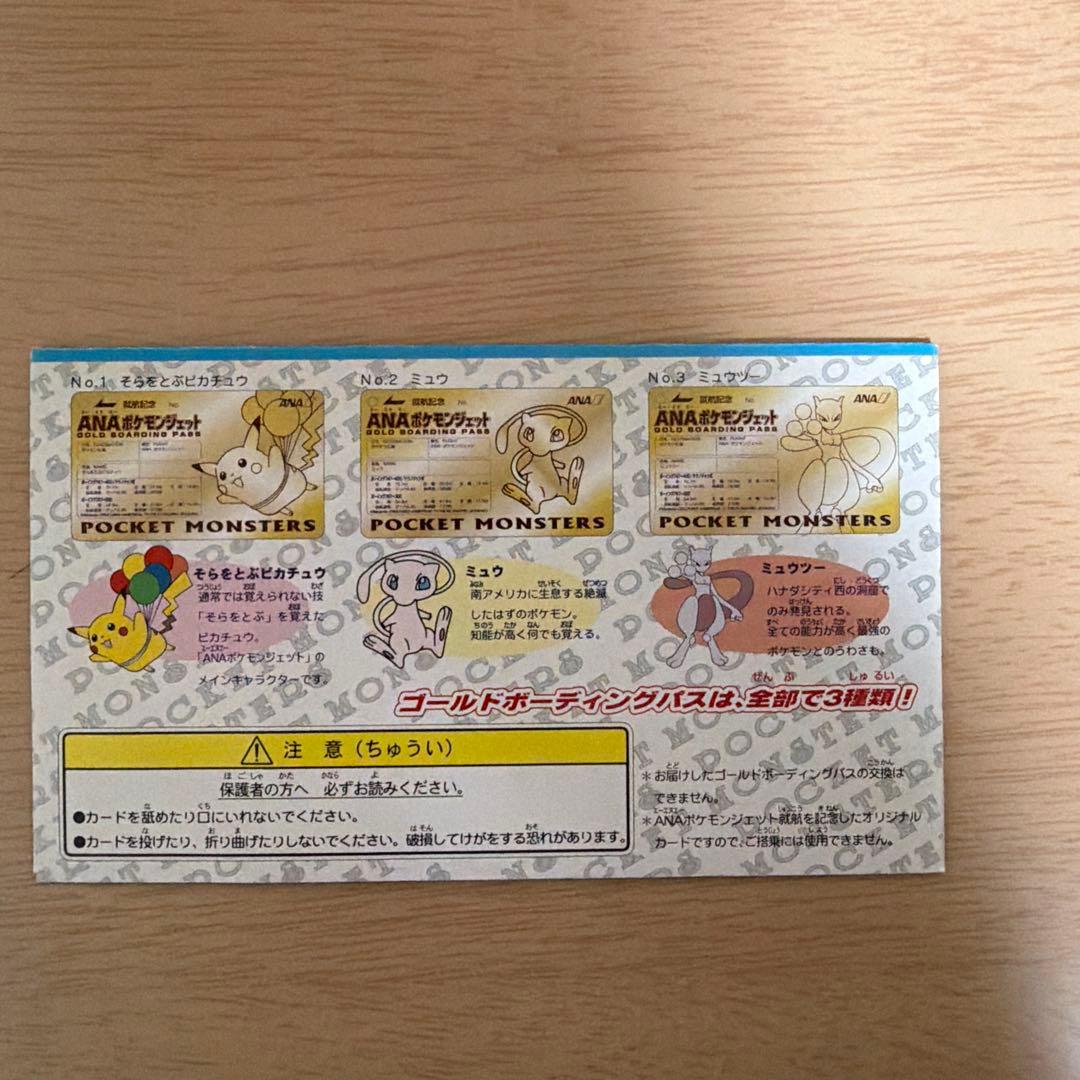 No.1 そらをとぶピカチュウ
No.2 ミュウ
No.3 ミュウツー
就航記念 No.
ANA
ANAポケモンジェット
GOLD BOARDING PASS
POCKET MONSTERS
就航記念 No.
ANA
ANAポケモンジェット
GOLD BOARDING PASS
POCKET MONSTERS
就航記念 No.
ANA
ANAポケモンジェット
GOLD BOARDING PASS
POCKET MONSTERS
そらをとぶピカチュウ
通常では覚えられない技
「そらをとぶ」を覚えた
ピカチュウ。
「ANAポケモンジェット」の
メインキャラクターです。
ミュウ
南アメリカに生息する絶滅
したはずのポケモン。
知能が高く何でも覚える。
ミュウツー
ハナダシティ西の洞窟で
のみ発見される。
全ての能力が高く最強の
ポケモンとのうわさも。
ゴールドボーディングパスは、全部で3種類!
注 意(ちゅうい)
保護者の方へ 必ずお読みください。
●カードを舐めたり口にいれないでください。
●カードを投げたり、折り曲げたりしないでください。破損してけがをする恐れがあります。
＊お届けしたゴールドボーディングパスの交換は
できません。
＊ANAポケモンジェット就航を記念したオリジナル
カードですので、ご搭乗には使用できません。